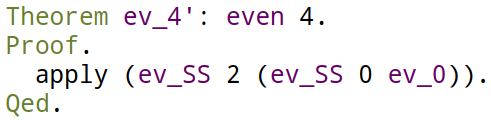 Theorem ev_4': even 4.
Proof.
  apply (ev_SS 2 (ev_SS 0 ev_0)).
Qed.